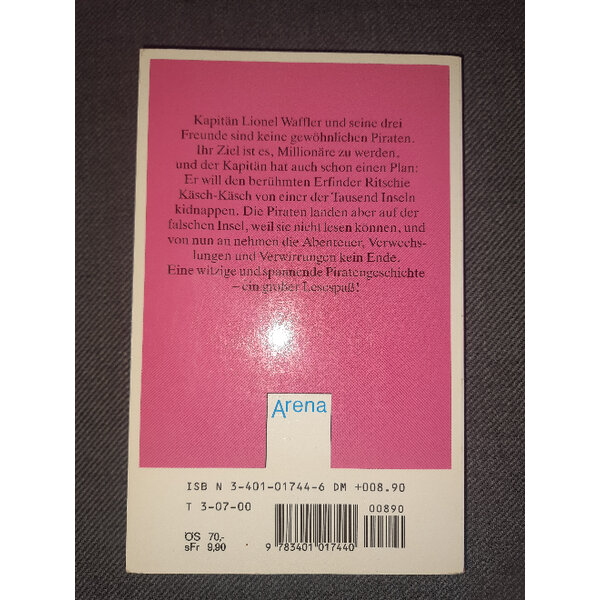 Kapitän Lionel Waffler und seine drei
Freunde sind keine gewöhnlichen Piraten.
Ihr Ziel ist es, Millionäre zu werden,
und der Kapitän hat auch schon einen Plan:
Er will den berühmten Erfinder Ritschie
Käsch-Käsch von einer der Tausend Inseln
kidnappen. Die Piraten landen aber auf der
falschen Insel, weil sie nicht lesen können, und
von nun an nehmen die Abenteuer, Verwechs-
lungen und Verwirrungen kein Ende.
Eine witzige und spannende Piratengeschichte
– ein großer Lesespaß!
Arena
ISBN 3-401-01744-6 DM +008.90
T 3-07-00 00890
ÖS 70,-
sFr 9,90
9 783401 017440